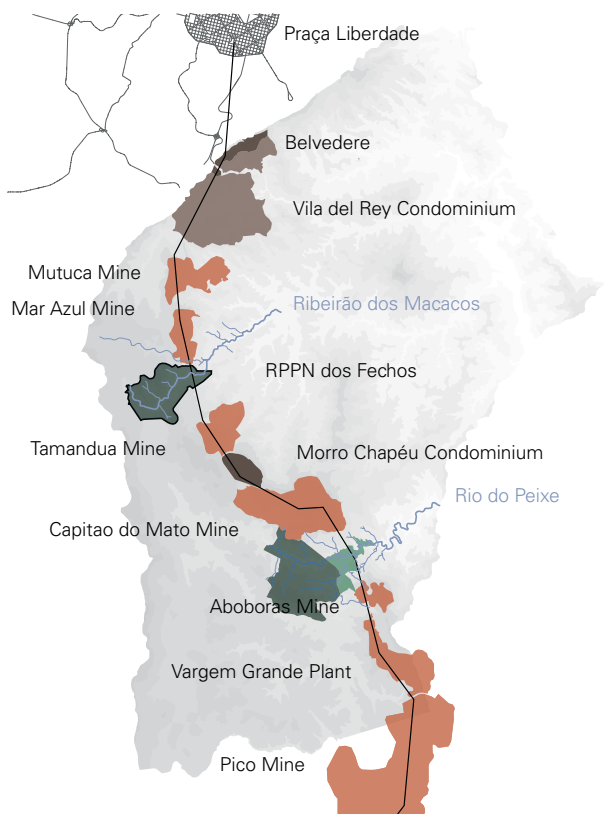 Praça Liberdade
Belvedere
Vila del Rey Condominium
Mutuca Mine
Mar Azul Mine
Ribeirão dos Macacos
RPPN dos Fechos
Tamandua Mine
Morro Chapéu Condominium
Rio do Peixe
Capitao do Mato Mine
Aboboras Mine
Vargem Grande Plant
Pico Mine